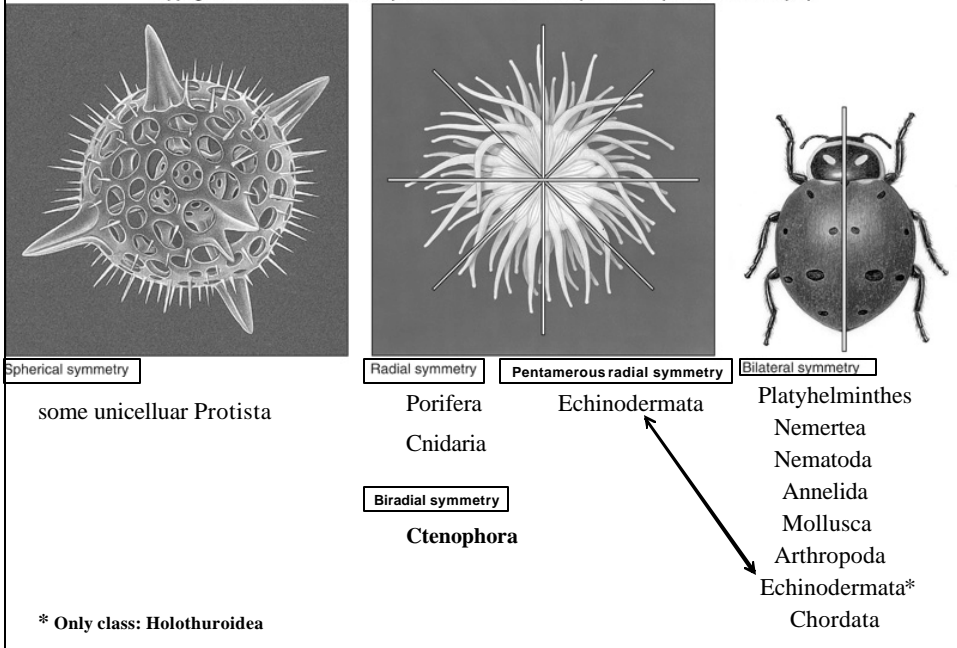 Spherical symmetry
some unicelluar Protista
Radial symmetry
Porifera
Cnidaria
Biradial symmetry
Ctenophora
Pentamerous radial symmetry
Echinodermata
Bilateral symmetry
Platyhelminthes
Nemertea
Nematoda
Annelida
Mollusca
Arthropoda
Echinodermata*
Chordata
* Only class: Holothuroidea